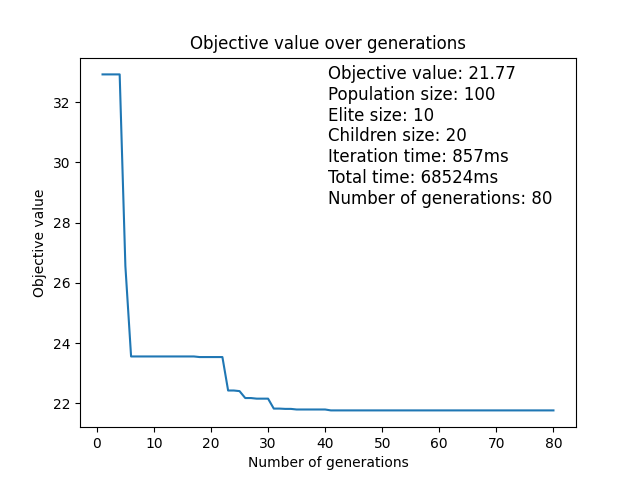 Objective value over generations
Objective value: 21.77
Population size: 100
Elite size: 10
Children size: 20
Iteration time: 857ms
Total time: 68524ms
Number of generations: 80
Objective value
32
30
28
26
24
22
0 10 20 30 40 50 60 70 80
Number of generations